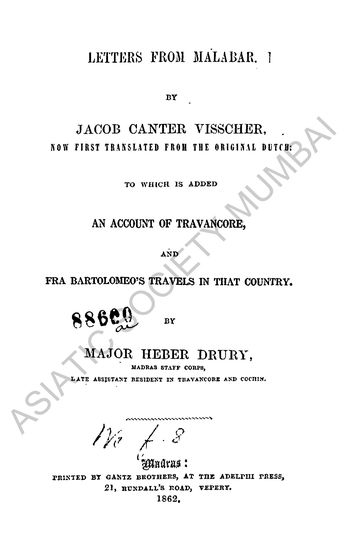 LETTERS FROM MALABAR.
BY
JACOB CANTER VISSCHER,
NOW FIRST TRANSLATED FROM THE ORIGINAL DUTCH:
TO WHICH IS ADDED
AN ACCOUNT OF TRAVANCORE,
AND
FRA BARTOLOMEO'S TRAVELS IN THAT COUNTRY.
BY
MAJOR HEBER DRURY,
MADRAS STAFF CORPS,
LATE ASSISTANT RESIDENT IN TRAVANCORE AND COCHIN.
Madras:
PRINTED BY GANTZ BROTHERS, AT THE ADELPHI PRESS,
21, RUNDALL'S ROAD, VEPERY.
1862.
ASIATIC SOCIETY MUMBAI